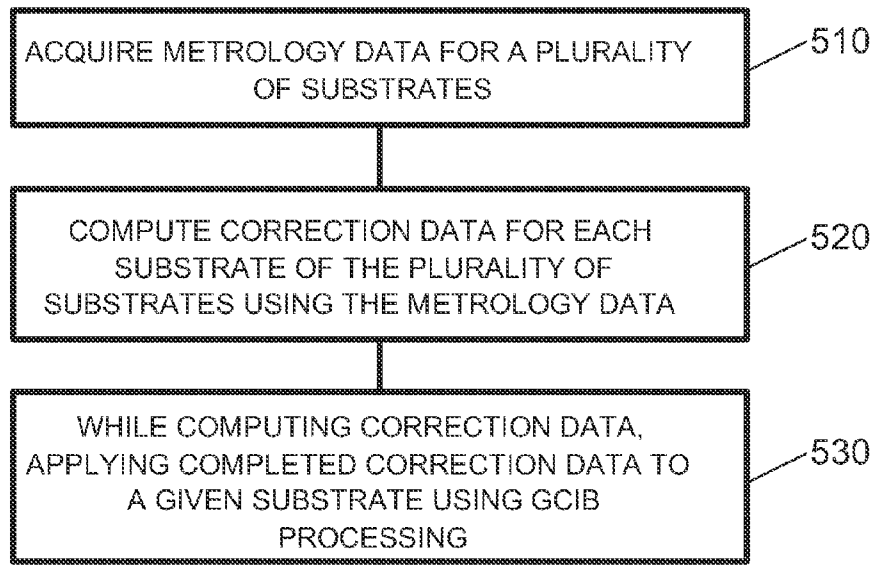 ACQUIRE METROLOGY DATA FOR A PLURALITY
OF SUBSTRATES
510
COMPUTE CORRECTION DATA FOR EACH
SUBSTRATE OF THE PLURALITY OF
SUBSTRATES USING THE METROLOGY DATA
520
WHILE COMPUTING CORRECTION DATA,
APPLYING COMPLETED CORRECTION DATA TO
A GIVEN SUBSTRATE USING GCIB
PROCESSING
530